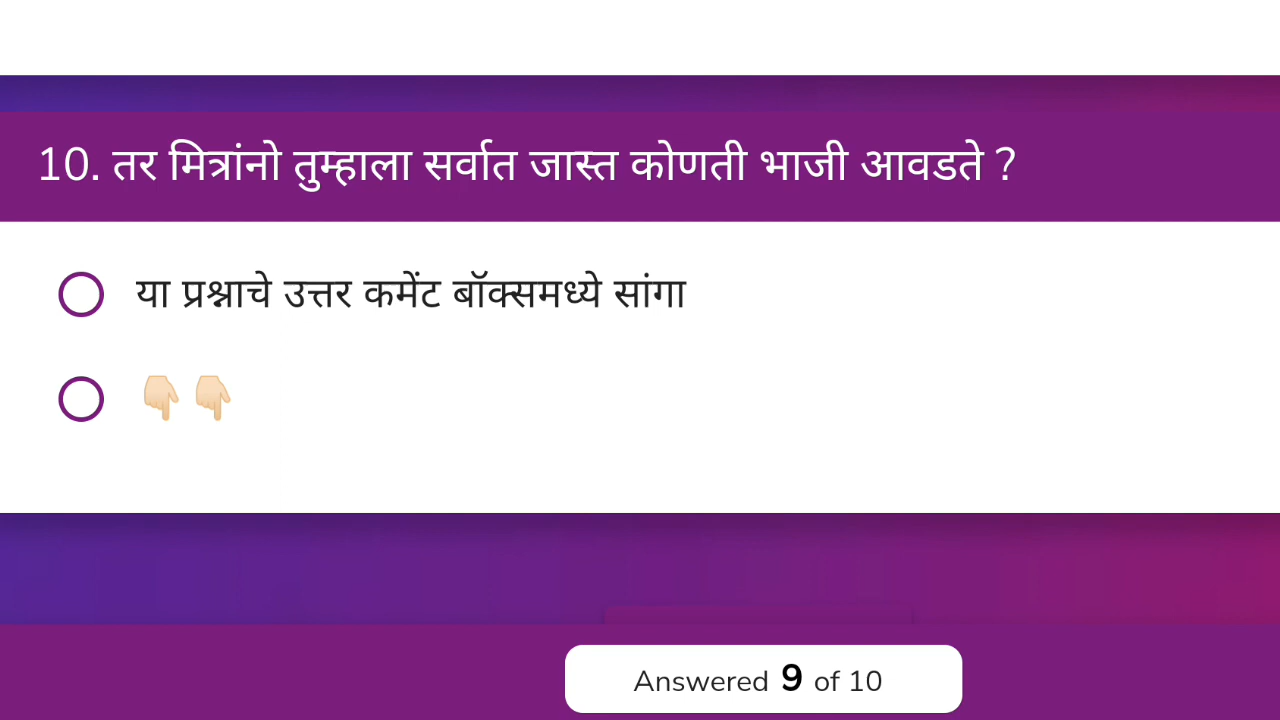 10. तर मित्रांनो तुम्हाला सर्वात जास्त कोणती भाजी आवडते ?
या प्रश्नाचे उत्तर कमेंट बॉक्समध्ये सांगा
👇🏻👇🏻
Answered 9 of 10